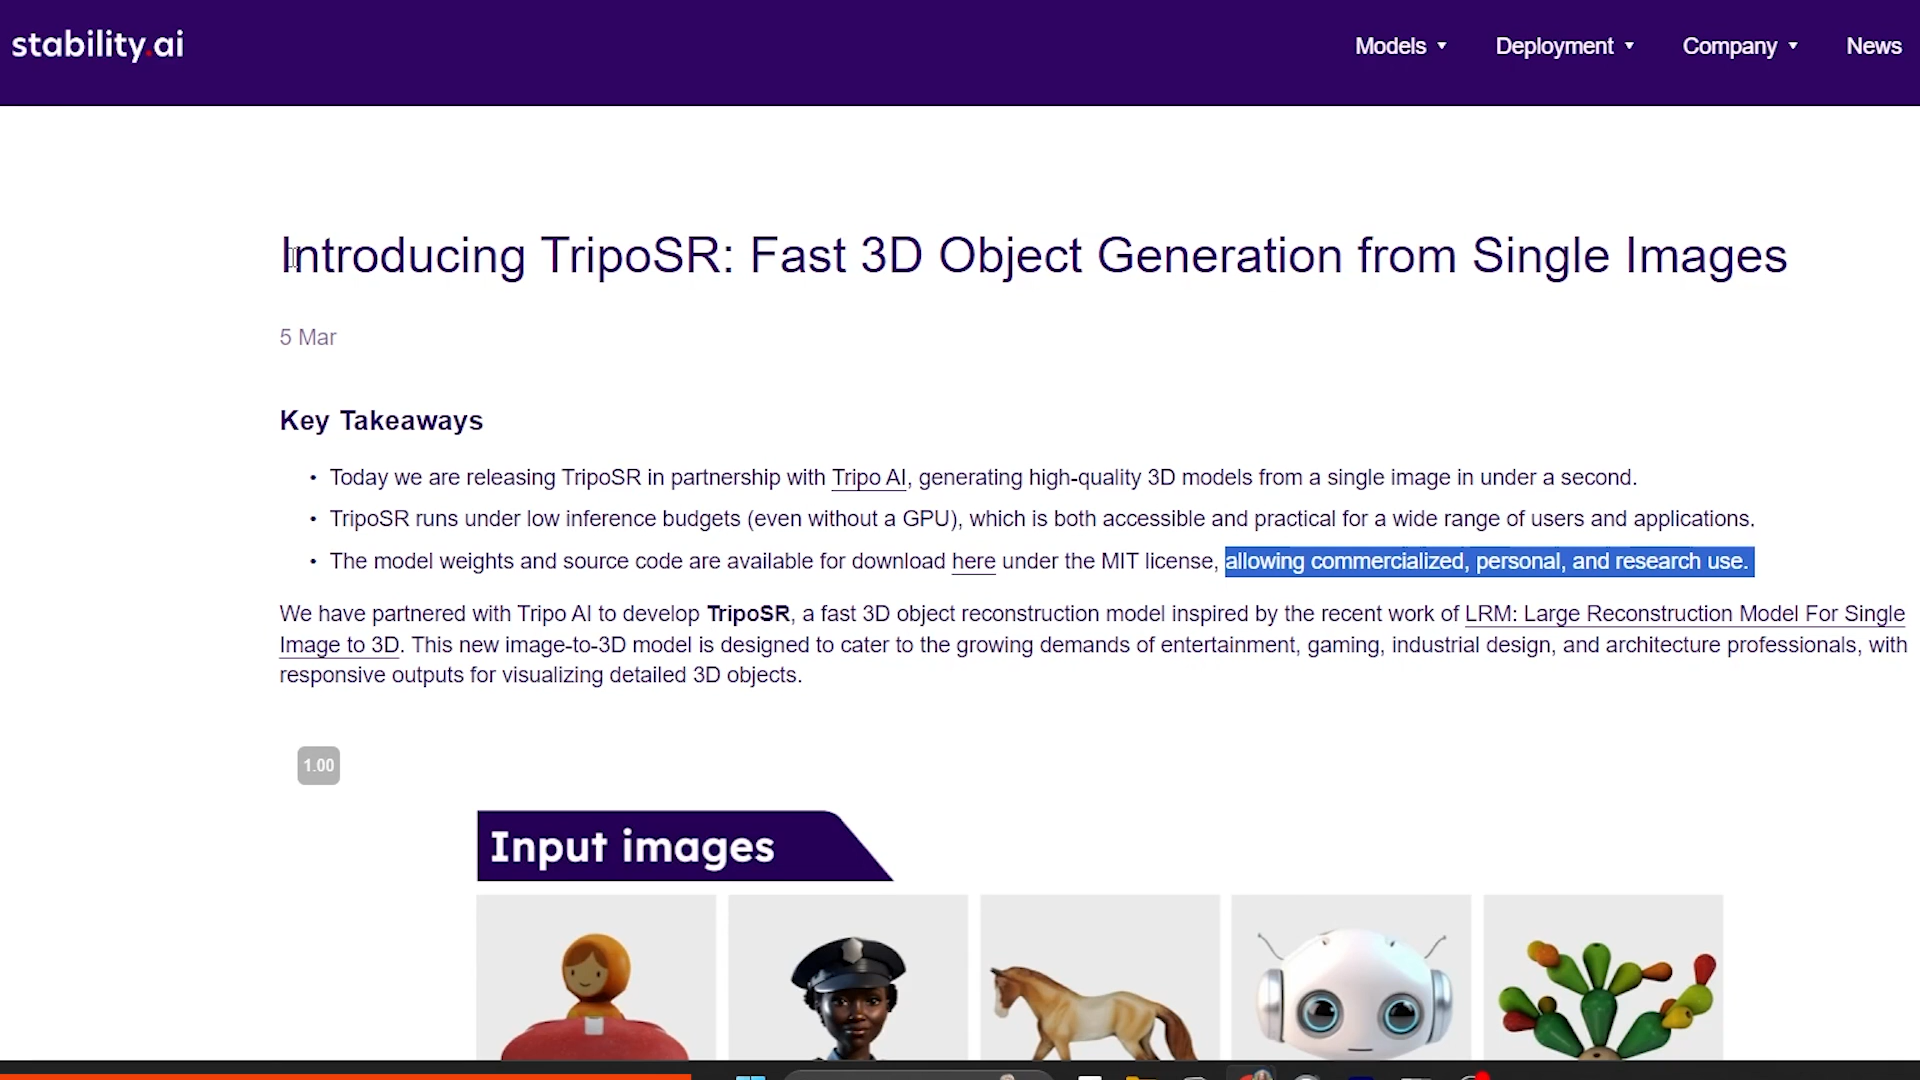 stability.ai
Models
Deployment
Company
News
Introducing TripoSR: Fast 3D Object Generation from Single Images
5 Mar
Key Takeaways
• Today we are releasing TripoSR in partnership with Tripo AI, generating high-quality 3D models from a single image in under a second.
• TripoSR runs under low inference budgets (even without a GPU), which is both accessible and practical for a wide range of users and applications.
• The model weights and source code are available for download here under the MIT license, allowing commercialized, personal, and research use.
We have partnered with Tripo AI to develop TripoSR, a fast 3D object reconstruction model inspired by the recent work of LRM: Large Reconstruction Model For Single
Image to 3D. This new image-to-3D model is designed to cater to the growing demands of entertainment, gaming, industrial design, and architecture professionals, with
responsive outputs for visualizing detailed 3D objects.
1.00
Input images